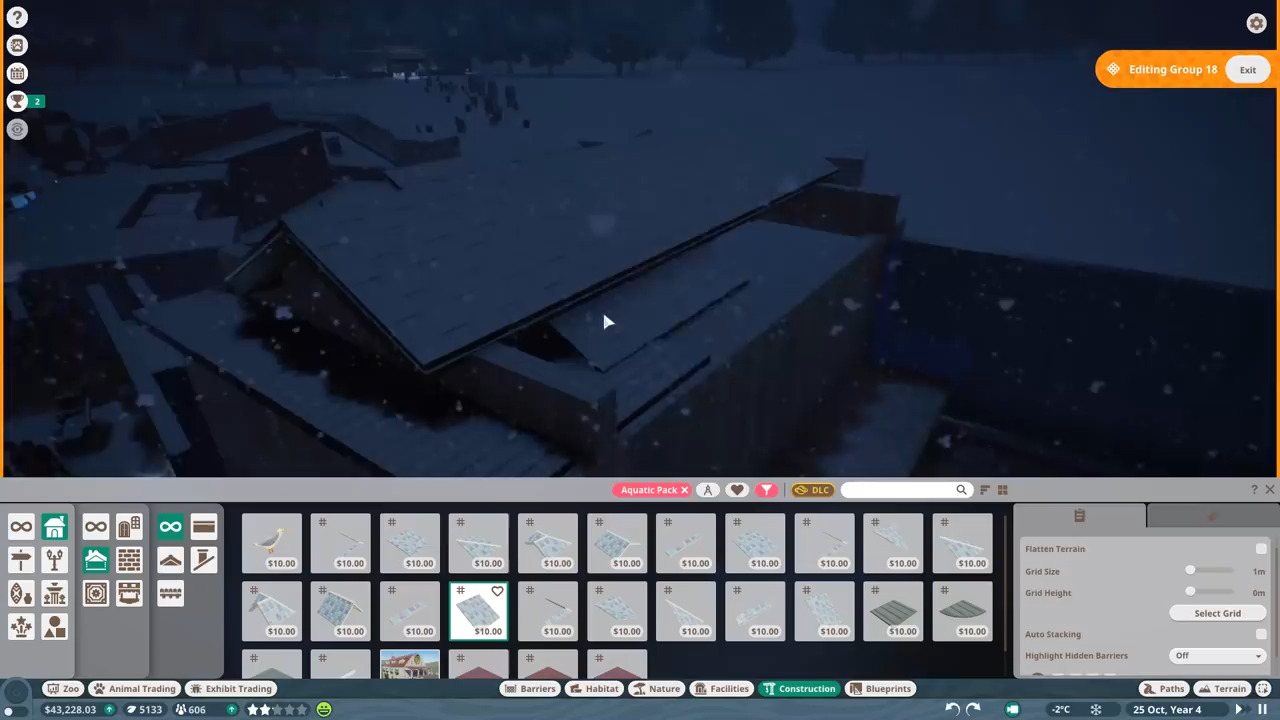 ?
2
Editing Group 18
Exit
Aquatic Pack ×
DLC
? ×
$10.00 $10.00 $10.00 $10.00 $10.00 $10.00 $10.00 $10.00 $10.00 $10.00 $10.00
$10.00 $10.00 $10.00 $10.00 $10.00 $10.00 $10.00 $10.00 $10.00 $10.00 $10.00
Flatten Terrain
Grid Size 1m
Grid Height 0m
Select Grid
Auto Stacking
Highlight Hidden Barriers Off
Zoo Animal Trading Exhibit Trading Barriers Habitat Nature Facilities Construction Blueprints Paths Terrain
$43,228.03 5133 606 -2°C 25 Oct, Year 4